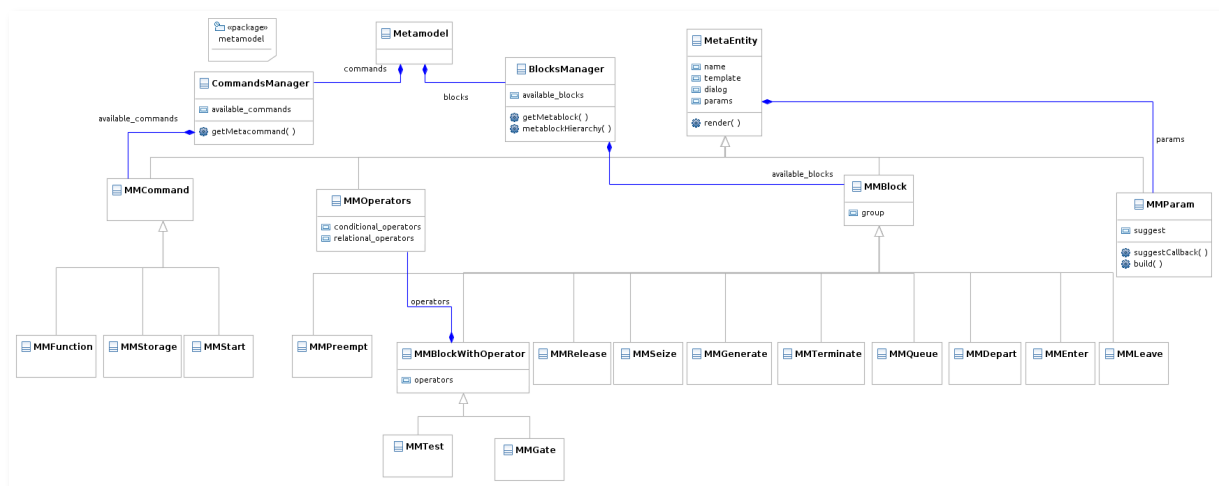 «package»
metamodel
Metamodel
MetaEntity
name
template
dialog
params
render( )
commands
blocks
CommandsManager
available_commands
getMetacommand( )
BlocksManager
available_blocks
getMetablock( )
metablockHierarchy( )
available_commands
params
available_blocks
MMCommand
MMOperators
conditional_operators
relational_operators
MMBlock
group
MMParam
suggest
suggestCallback( )
build( )
operators
MMFunction
MMStorage
MMStart
MMPreempt
MMBlockWithOperator
operators
MMRelease
MMSeize
MMGenerate
MMTerminate
MMQueue
MMDepart
MMEnter
MMLeave
MMTest
MMGate